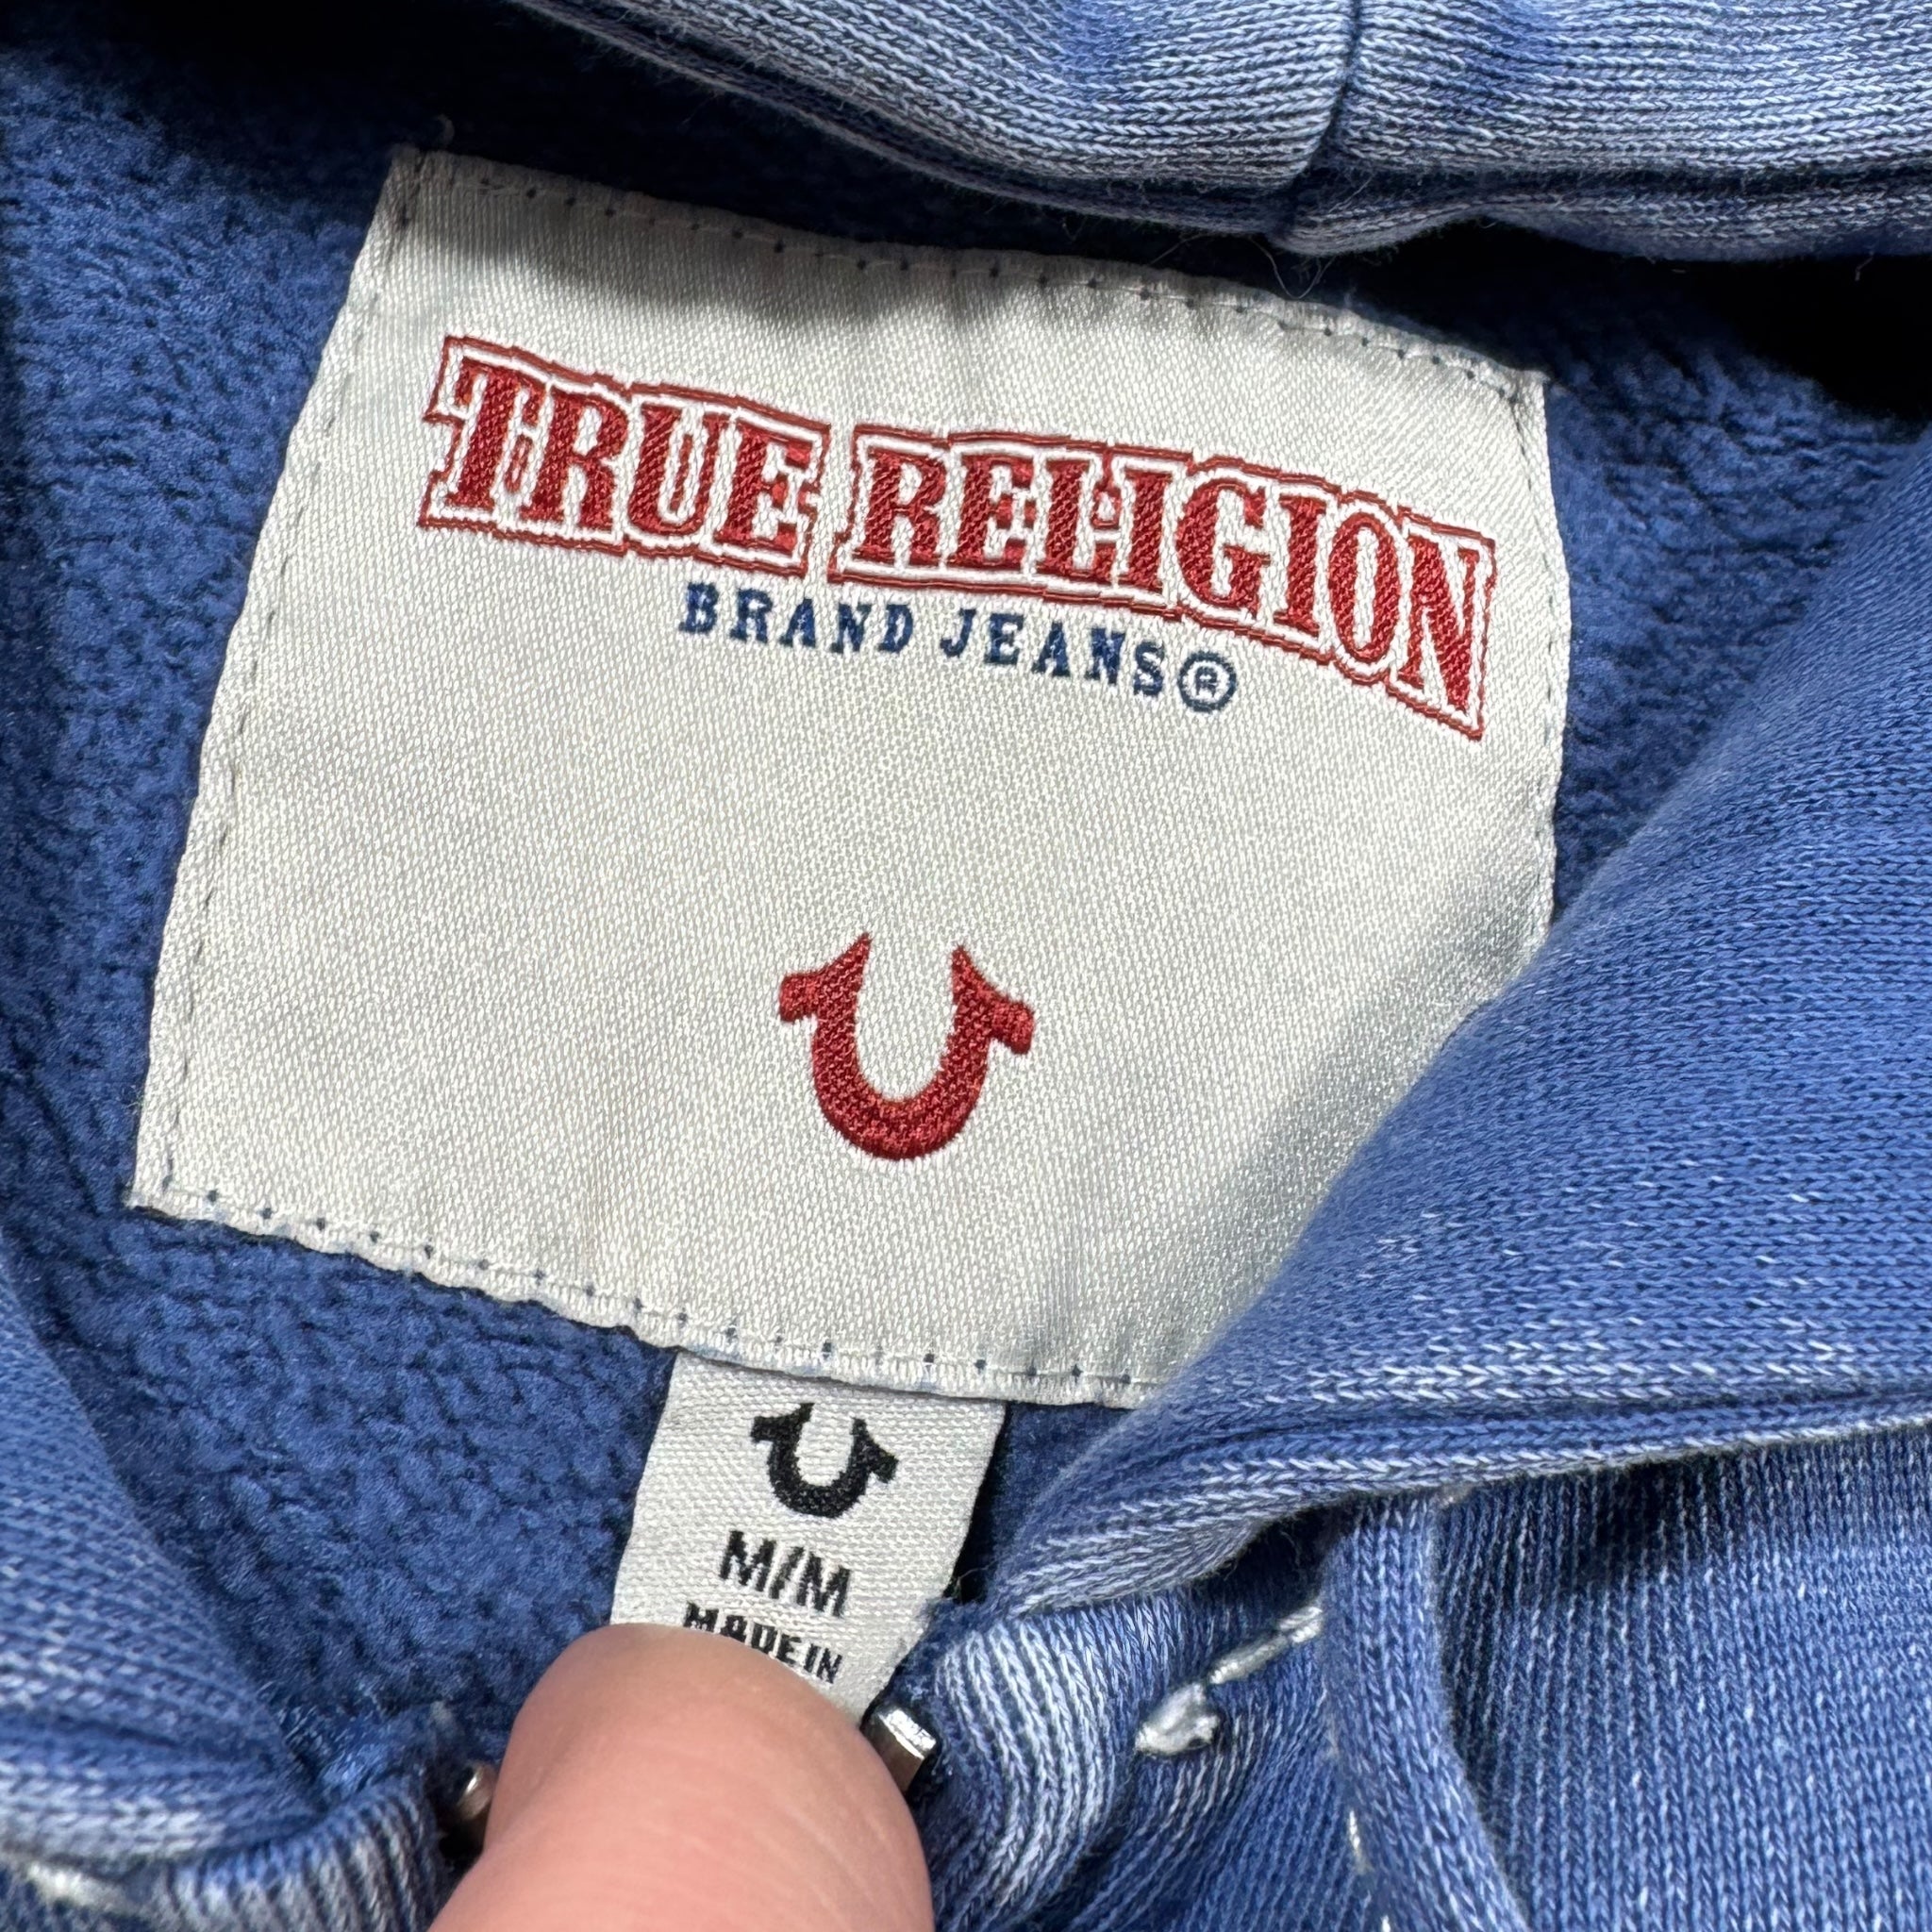 TRUE RELIGION
BRAND JEANS®
M/M
MADE IN